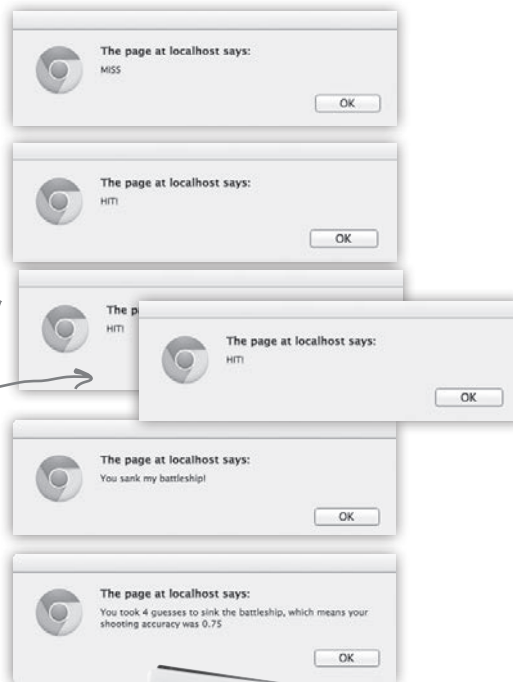 The page at localhost says:
MISS
OK
The page at localhost says:
HIT!
OK
The p
HIT!
The page at localhost says:
HIT!
OK
The page at localhost says:
You sank my battleship!
OK
The page at localhost says:
You took 4 guesses to sink the battleship, which means your
shooting accuracy was 0.75
OK